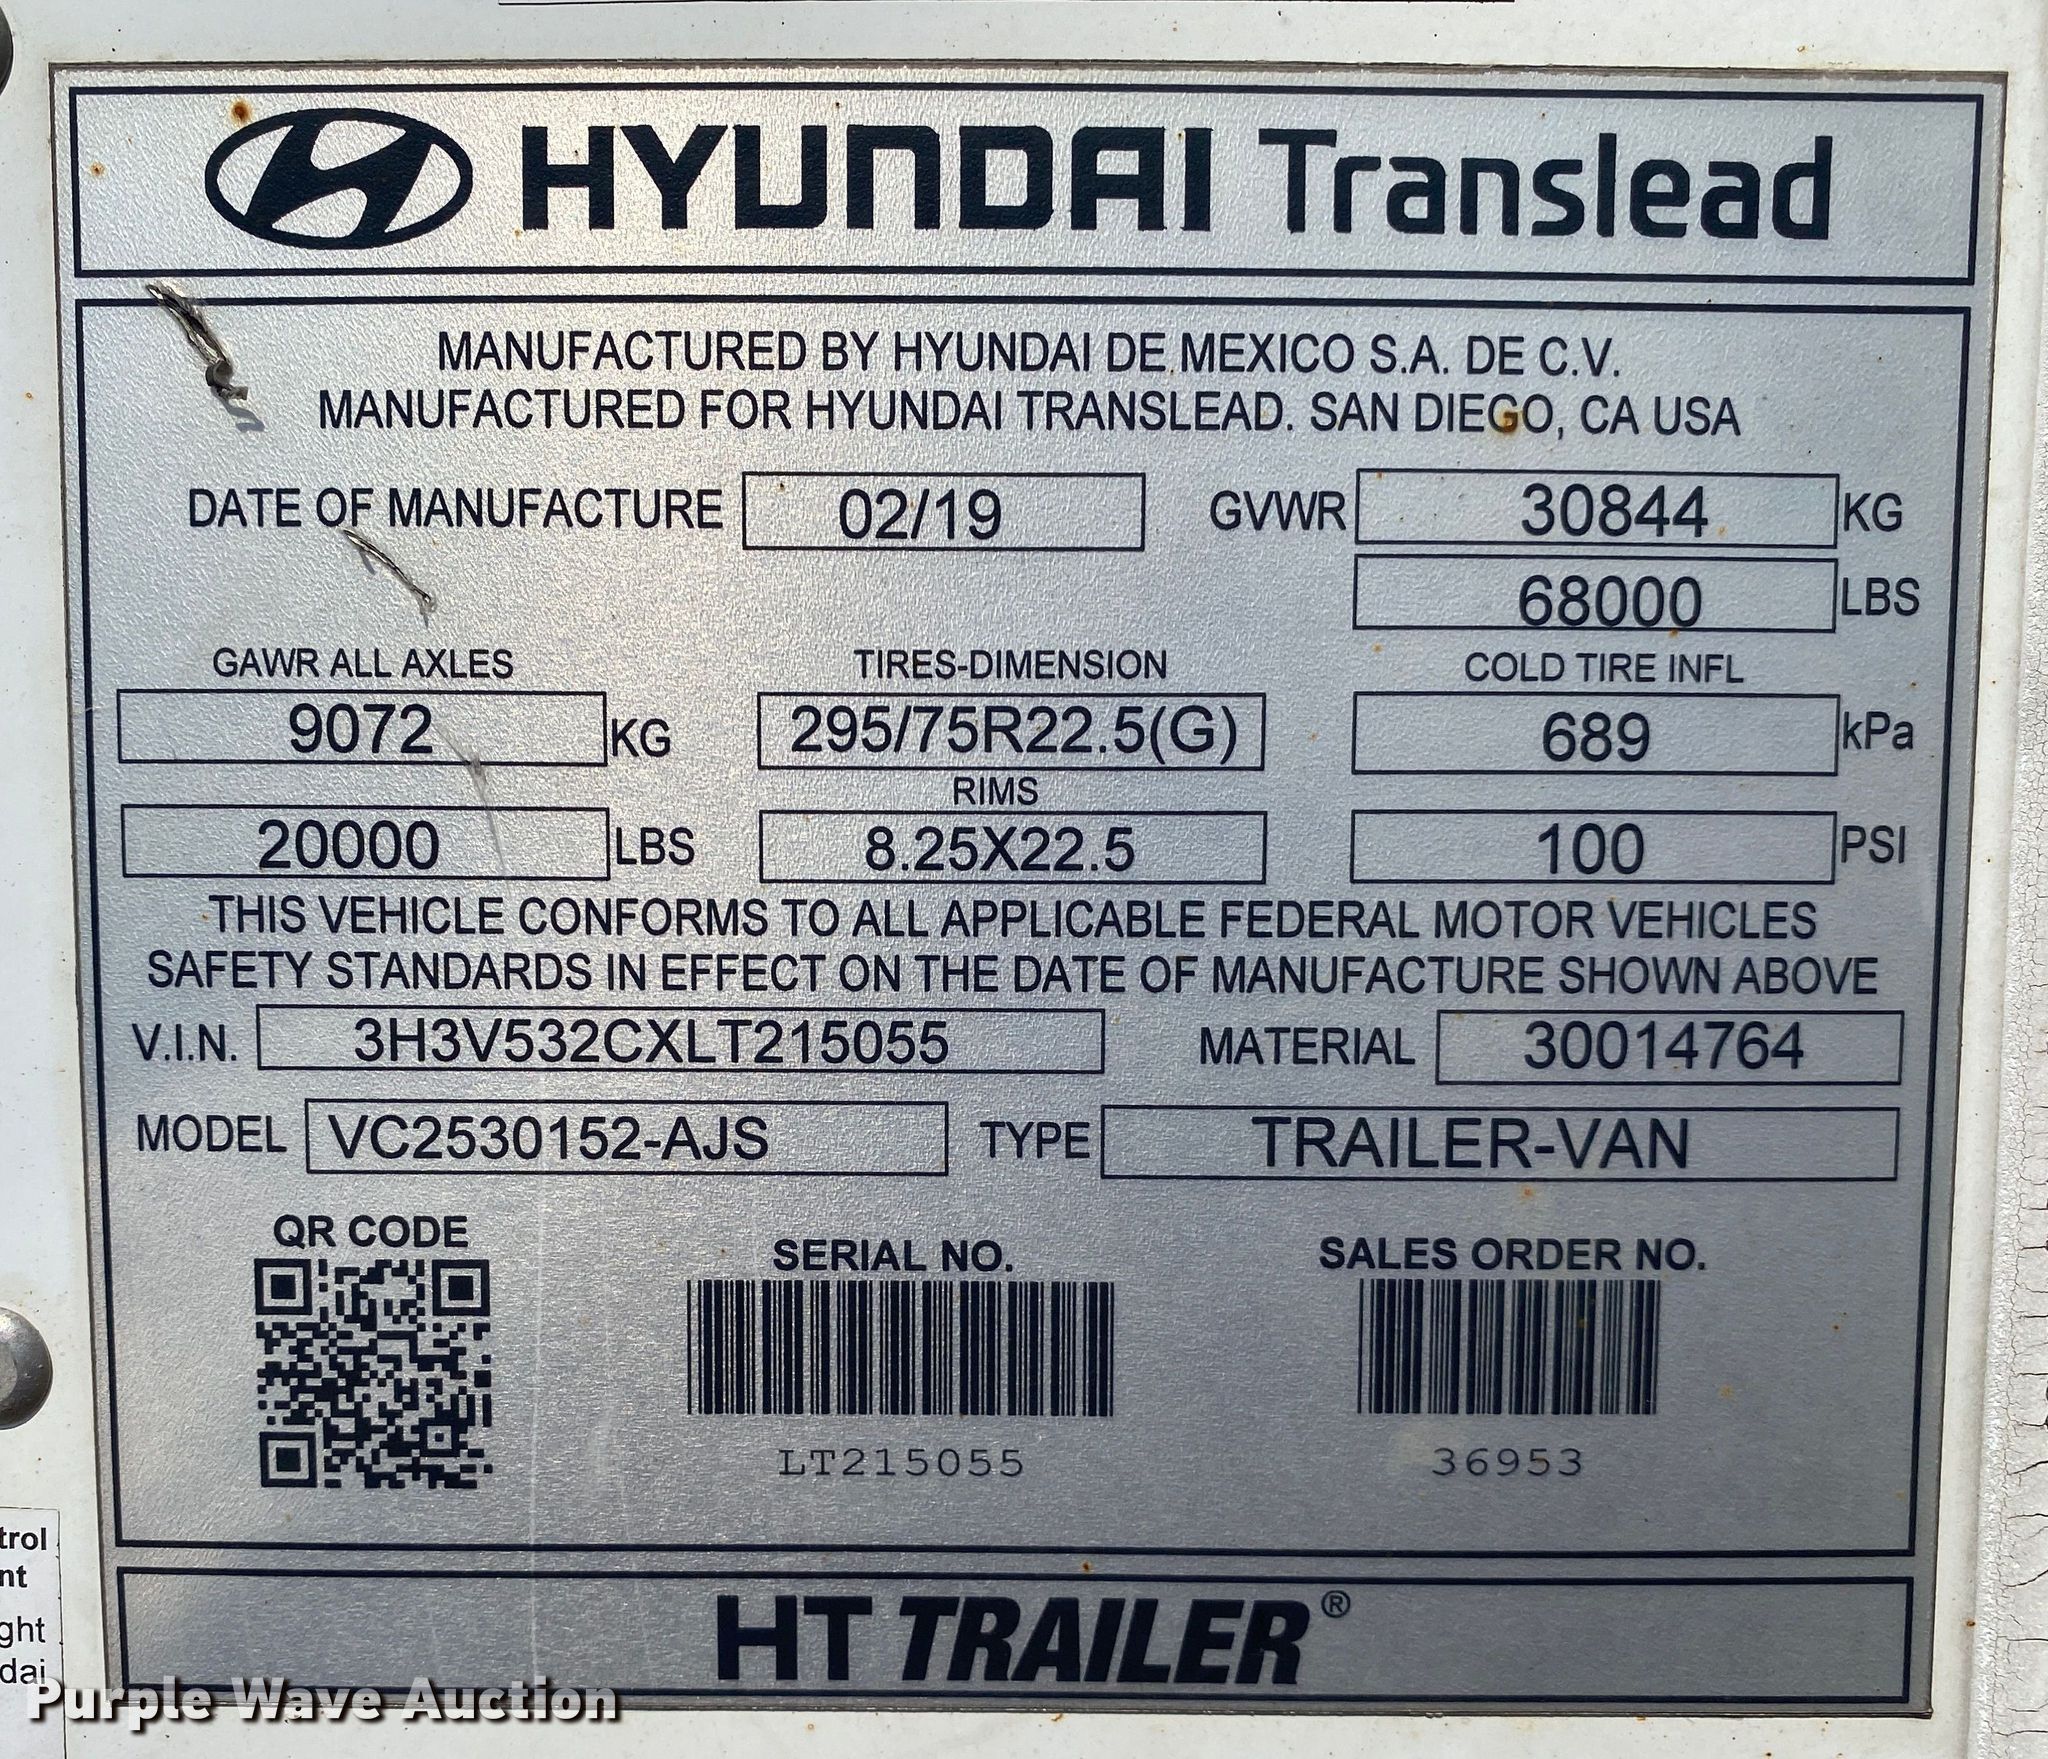 HYUNDAI Translead
MANUFACTURED BY HYUNDAI DE MEXICO S.A. DE C.V.
MANUFACTURED FOR HYUNDAI TRANSLEAD. SAN DIEGO, CA USA
DATE OF MANUFACTURE 02/19 GVWR 30844 KG
68000 LBS
GAWR ALL AXLES TIRES-DIMENSION COLD TIRE INFL
9072 KG 295/75R22.5(G) 689 kPa
RIMS
20000 LBS 8.25X22.5 100 PSI
THIS VEHICLE CONFORMS TO ALL APPLICABLE FEDERAL MOTOR VEHICLES
SAFETY STANDARDS IN EFFECT ON THE DATE OF MANUFACTURE SHOWN ABOVE
V.I.N. 3H3V532CXLT215055 MATERIAL 30014764
MODEL VC2530152-AJS TYPE TRAILER-VAN
QR CODE SERIAL NO. SALES ORDER NO.
LT215055 36953
HT TRAILER®
trol
nt
ght
dai
Purple Wave Auction